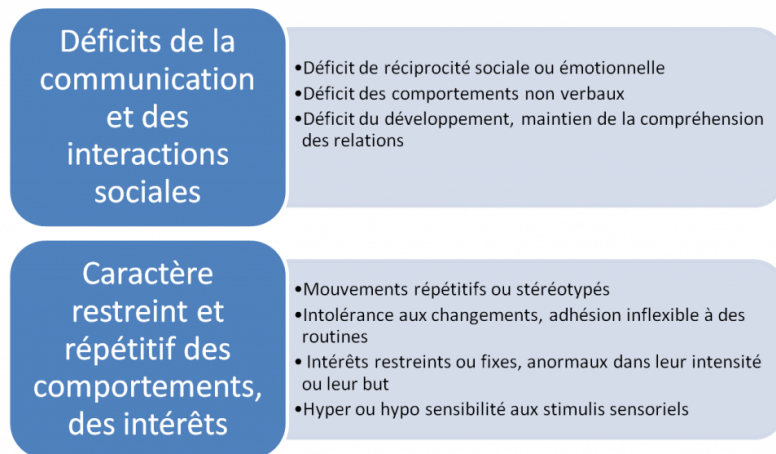 Déficits de la
communication
et des
interactions
sociales
•Déficit de réciprocité sociale ou émotionnelle
•Déficit des comportements non verbaux
•Déficit du développement, maintien de la compréhension
des relations
Caractère
restreint et
répétitif des
comportements,
des intérêts
•Mouvements répétitifs ou stéréotypés
•Intolérance aux changements, adhésion inflexible à des
routines
• Intérêts restreints ou fixes, anormaux dans leur intensité
ou leur but
•Hyper ou hypo sensibilité aux stimulis sensoriels